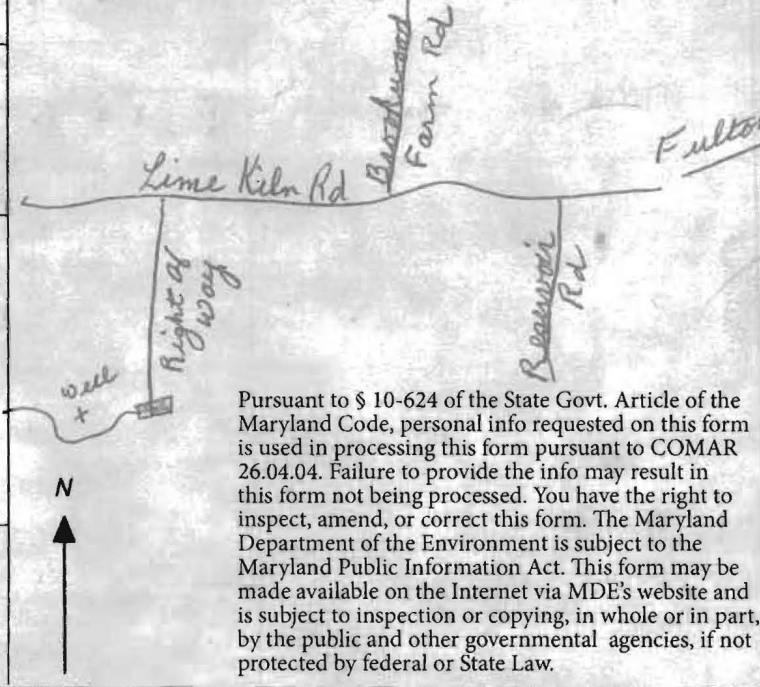 Brookwood
Farm Rd
Fulton
Lime Kiln Rd
Right of
Way
Reservoir
Rd
well
N
Pursuant to § 10-624 of the State Govt. Article of the
Maryland Code, personal info requested on this form
is used in processing this form pursuant to COMAR
26.04.04. Failure to provide the info may result in
this form not being processed. You have the right to
inspect, amend, or correct this form. The Maryland
Department of the Environment is subject to the
Maryland Public Information Act. This form may be
made available on the Internet via MDE's website and
is subject to inspection or copying, in whole or in part,
by the public and other governmental agencies, if not
protected by federal or State Law.